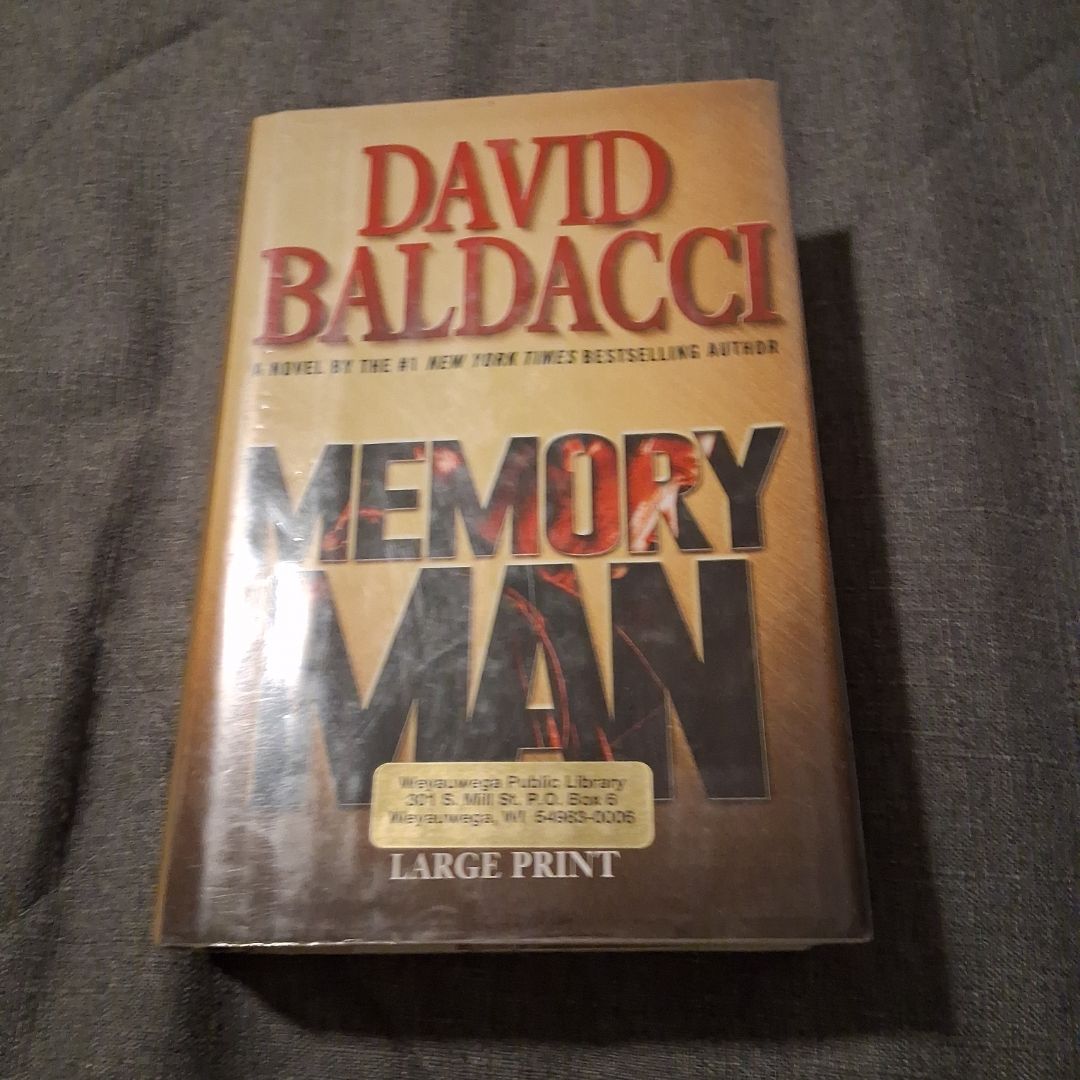 DAVID
BALDACCI
A NOVEL BY THE #1 NEW YORK TIMES BESTSELLING AUTHOR
MEMORY
MAN
Weyauwega Public Library
301 S. Mill St. P.O. Box 6
Weyauwega, WI 54983-0006
LARGE PRINT